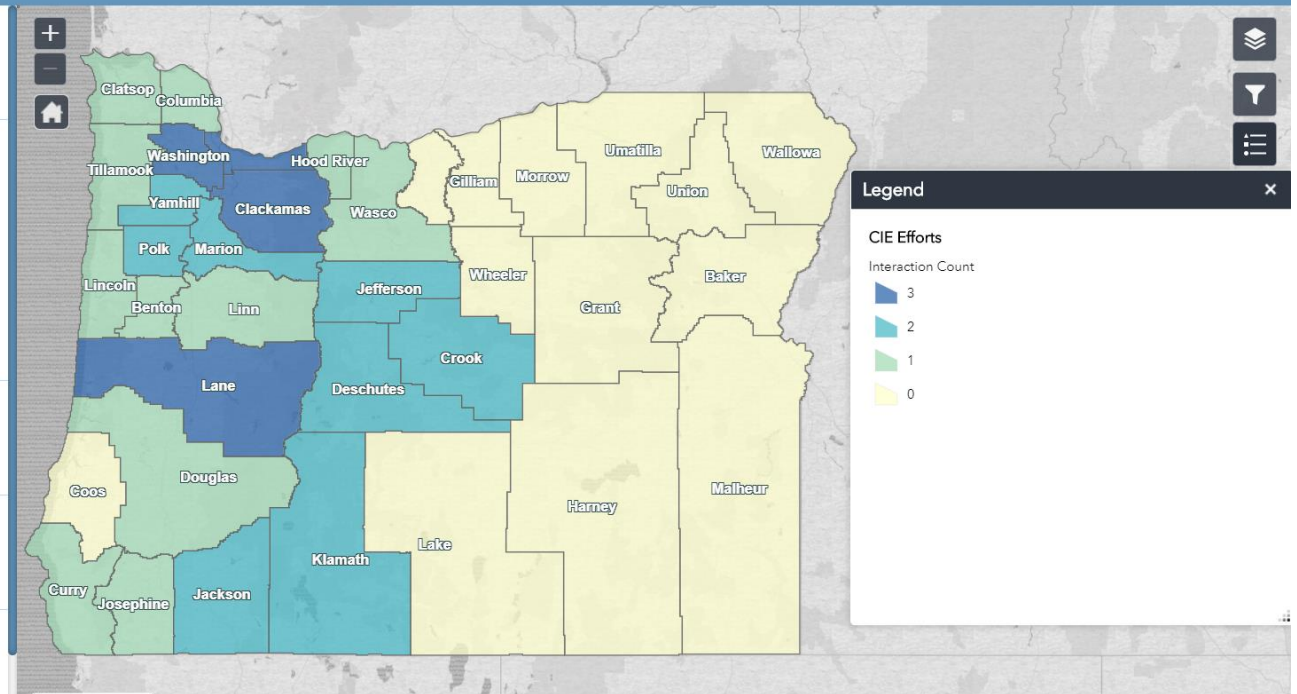 +
Clatsop
Columbia
Washington
Hood River
Tillamook
Yamhill
Clackamas
Wasco
Gilliam
Morrow
Umatilla
Union
Wallowa
Polk
Marion
Lincoln
Benton
Linn
Jefferson
Wheeler
Grant
Baker
Crook
Lane
Deschutes
Douglas
Coos
Klamath
Lake
Harney
Malheur
Curry
Josephine
Jackson
Legend
CIE Efforts
Interaction Count
3
2
1
0